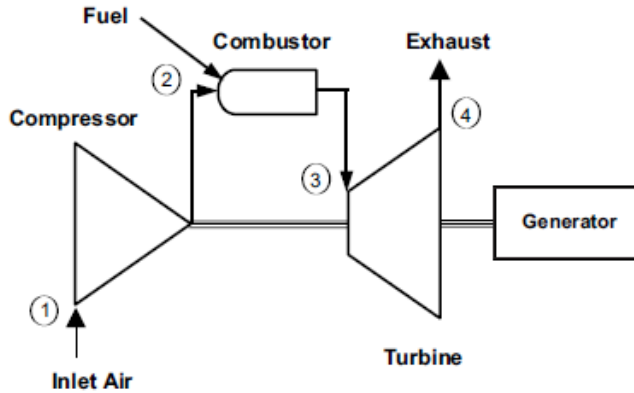 Fuel
Combustor
Exhaust
2
Compressor
4
3
Generator
1
Turbine
Inlet Air